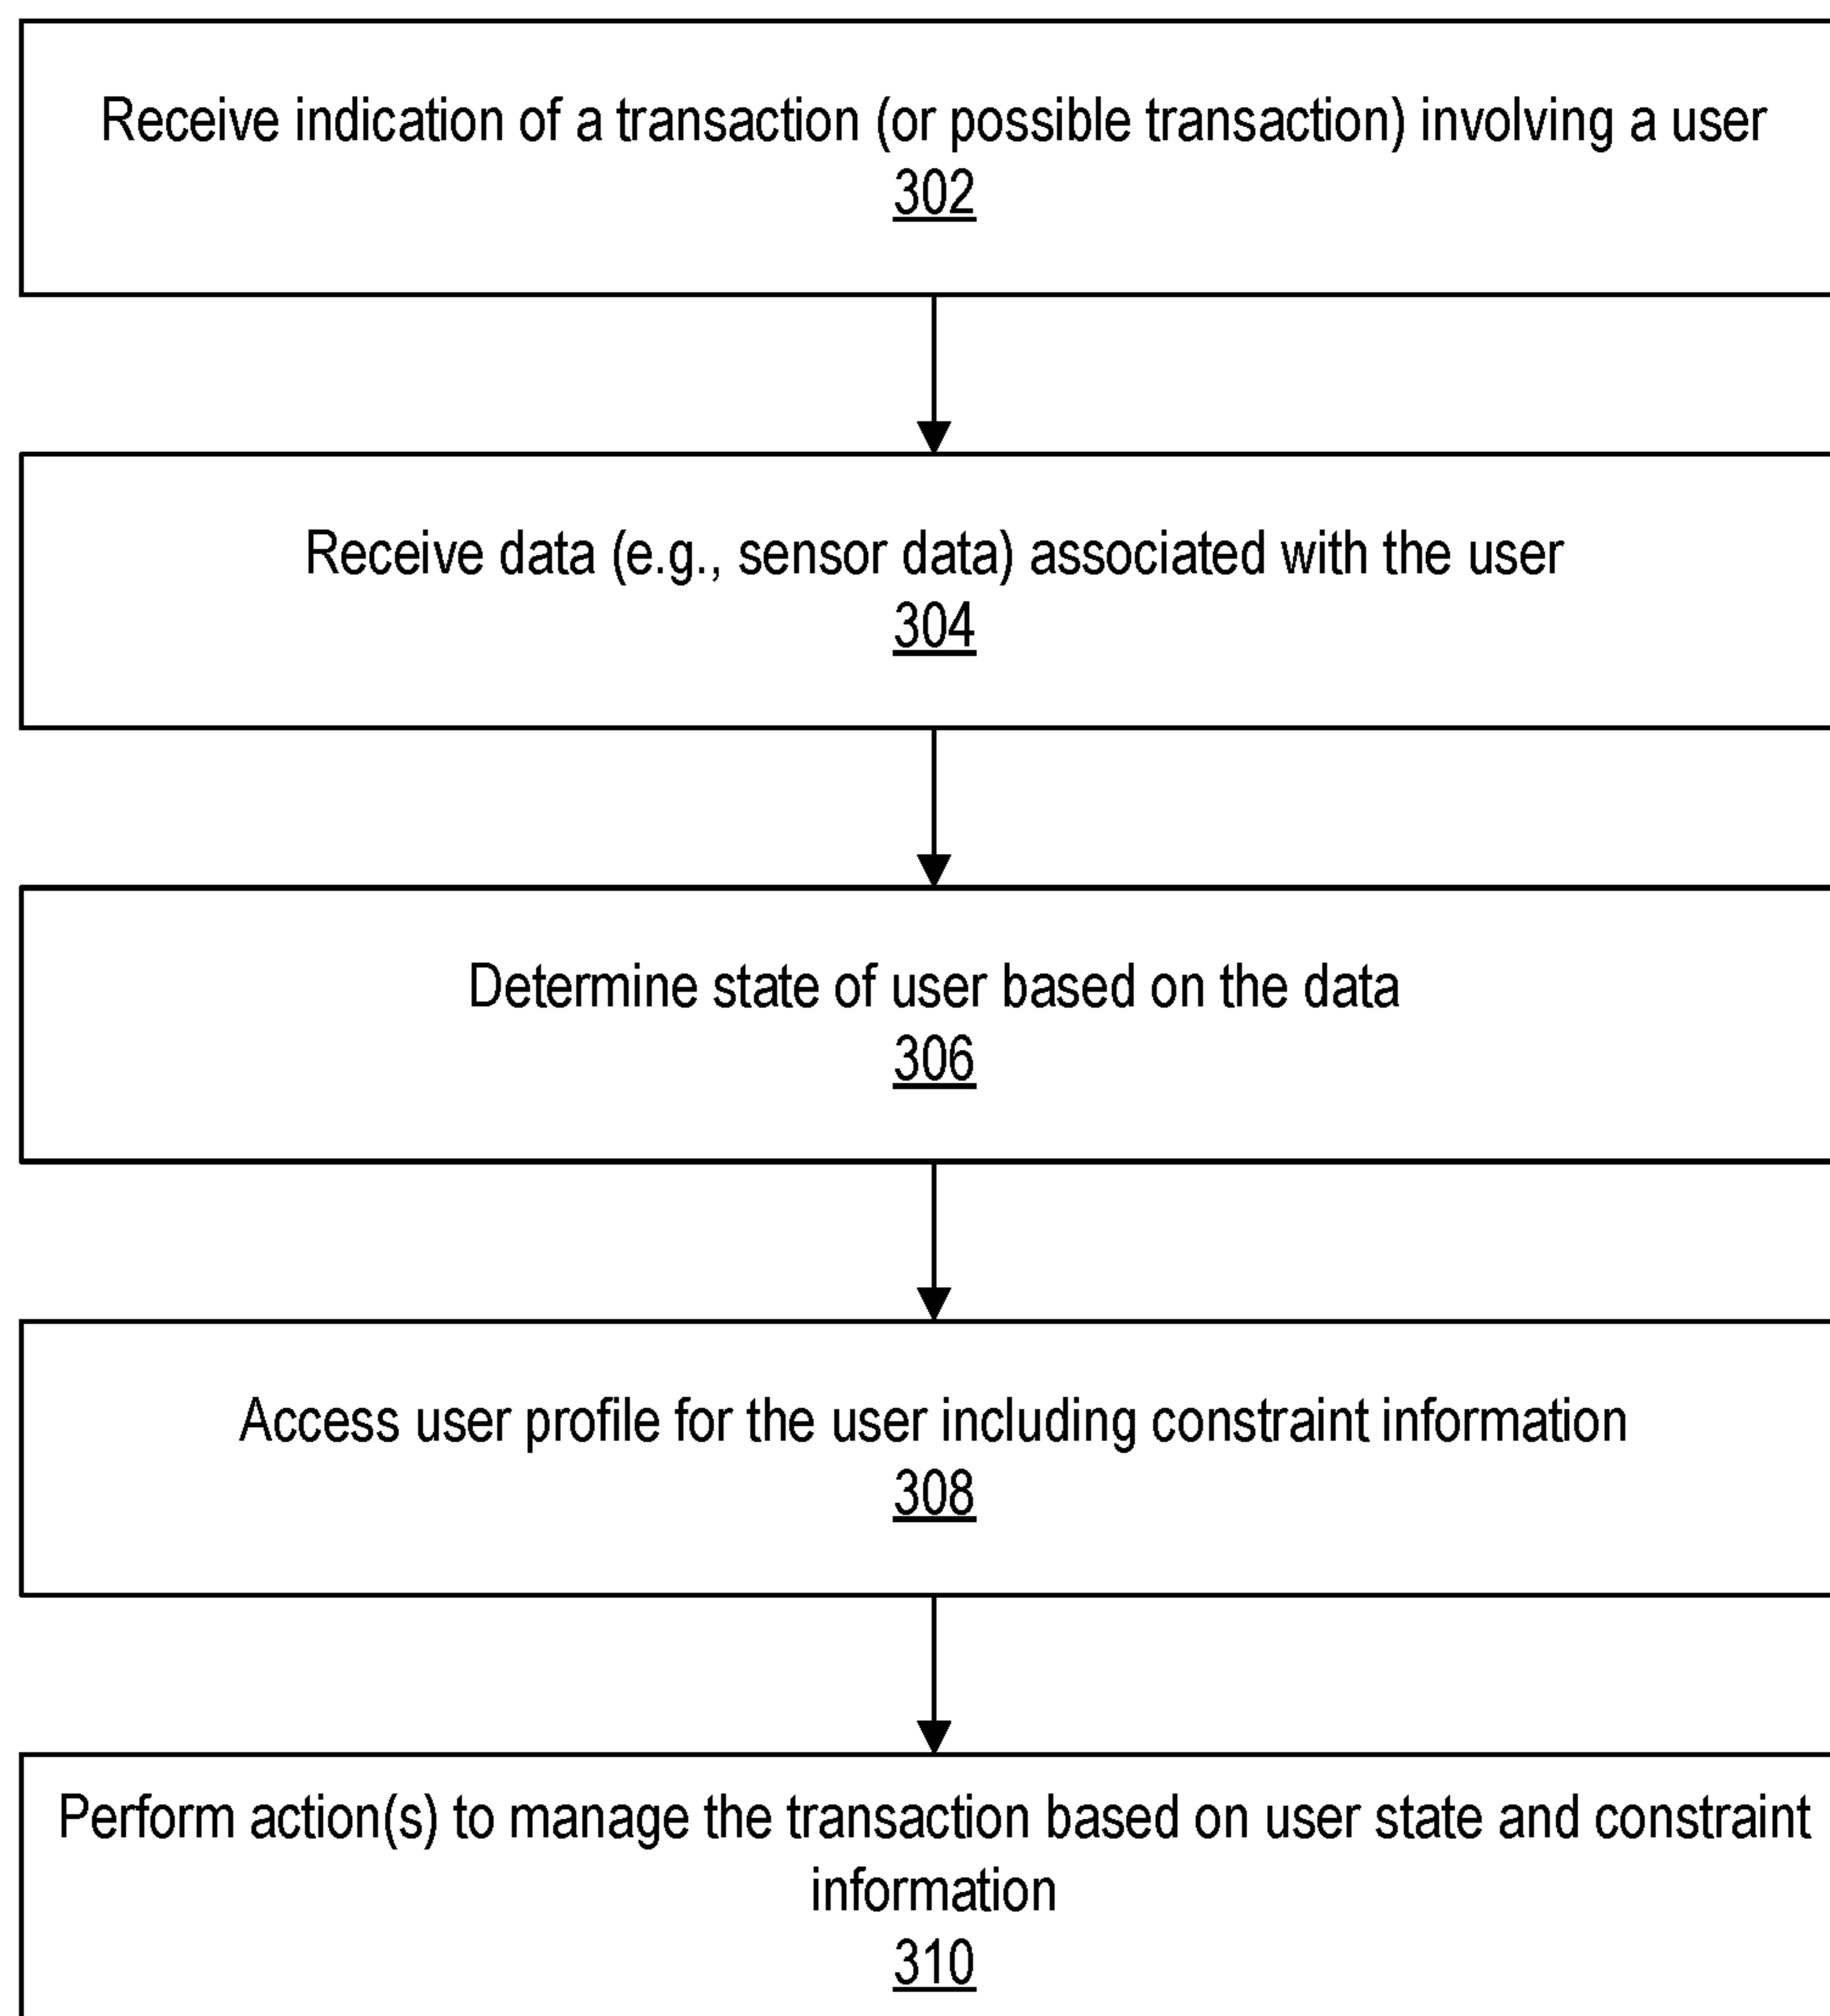 Receive indication of a transaction (or possible transaction) involving a user
302
Receive data (e.g., sensor data) associated with the user
304
Determine state of user based on the data
306
Access user profile for the user including constraint information
308
Perform action(s) to manage the transaction based on user state and constraint
information
310